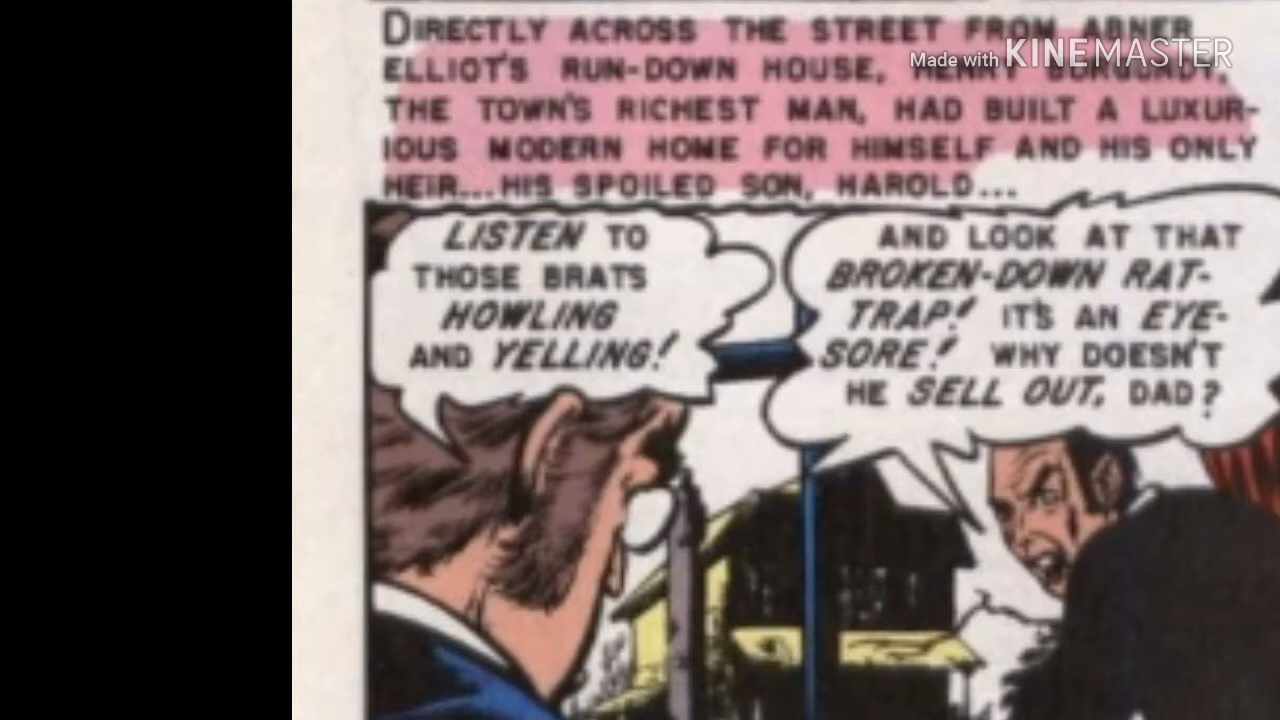 DIRECTLY ACROSS THE STREET FROM ABNER
ELLIOT'S RUN-DOWN HOUSE, HENRY BURGUNDY,
THE TOWN'S RICHEST MAN, HAD BUILT A LUXUR-
IOUS MODERN HOME FOR HIMSELF AND HIS ONLY
HEIR... HIS SPOILED SON, HAROLD...
Made with KINEMASTER
LISTEN TO
THOSE BRATS
HOWLING
AND YELLING!
AND LOOK AT THAT
BROKEN-DOWN RAT-
TRAP! IT'S AN EYE-
SORE! WHY DOESN'T
HE SELL OUT, DAD?